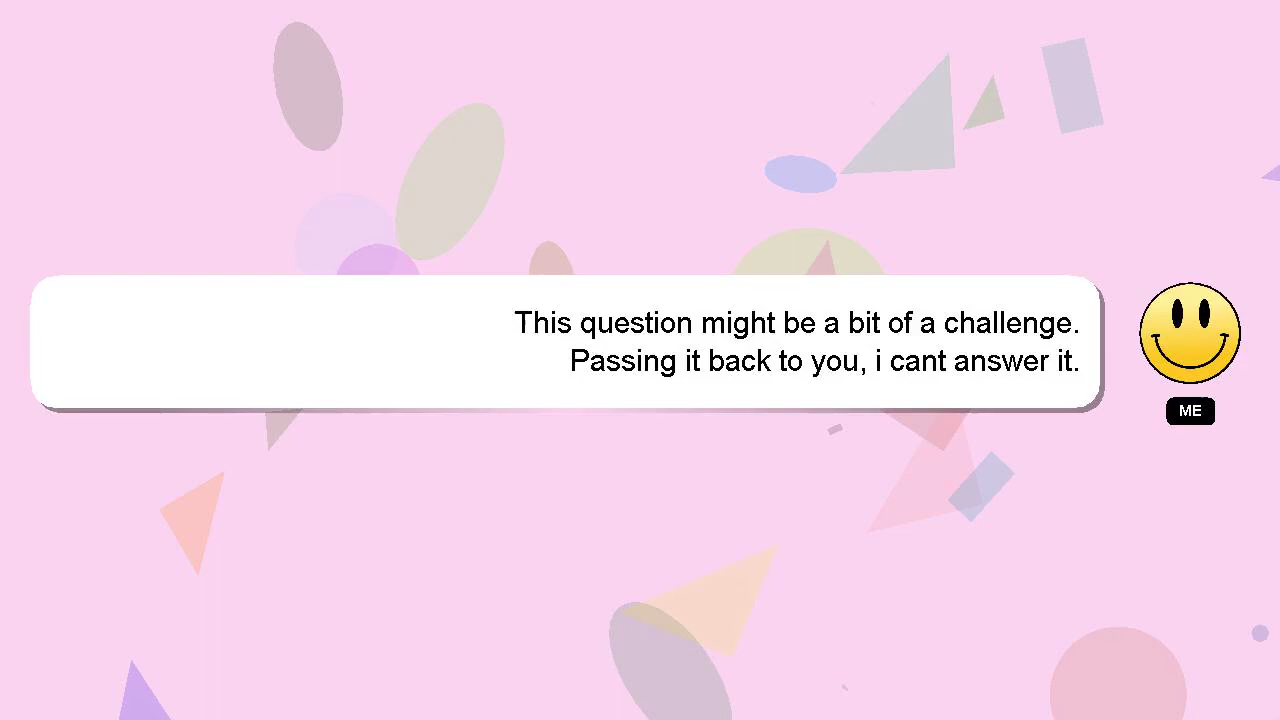 This question might be a bit of a challenge.
Passing it back to you, i cant answer it.
ME